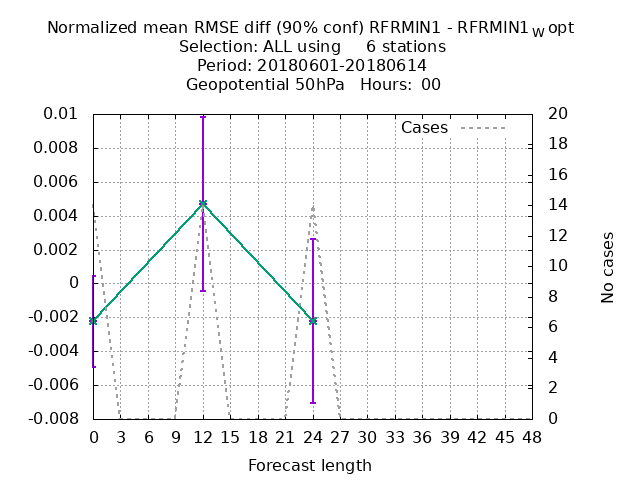 Normalized mean RMSE diff (90% conf) RFRMIN1 - RFRMIN1wopt
Selection: ALL using 6 stations
Period: 20180601-20180614
Geopotential 50hPa Hours: 00
Cases
0.01
0.008
0.006
0.004
0.002
0
-0.002
-0.004
-0.006
-0.008
20
18
16
14
12
10
8
6
4
2
0
No cases
0 3 6 9 12 15 18 21 24 27 30 33 36 39 42 45 48
Forecast length